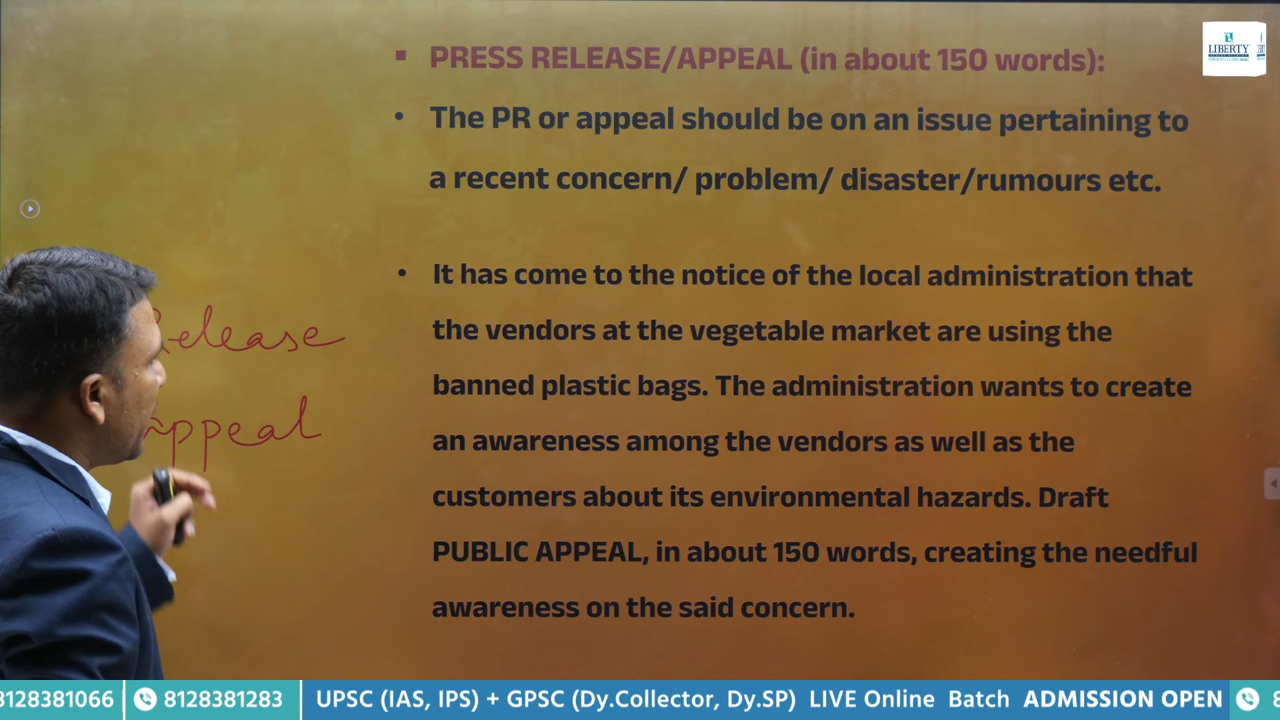 PRESS RELEASE/APPEAL (in about 150 words):
The PR or appeal should be on an issue pertaining to
a recent concern/ problem/ disaster/rumours etc.
It has come to the notice of the local administration that
the vendors at the vegetable market are using the
banned plastic bags. The administration wants to create
an awareness among the vendors as well as the
customers about its environmental hazards. Draft
PUBLIC APPEAL, in about 150 words, creating the needful
awareness on the said concern.
Release
Appeal
LIBERTY
8128381066 8128381283 UPSC (IAS, IPS) + GPSC (Dy.Collector, Dy.SP) LIVE Online Batch ADMISSION OPEN 8